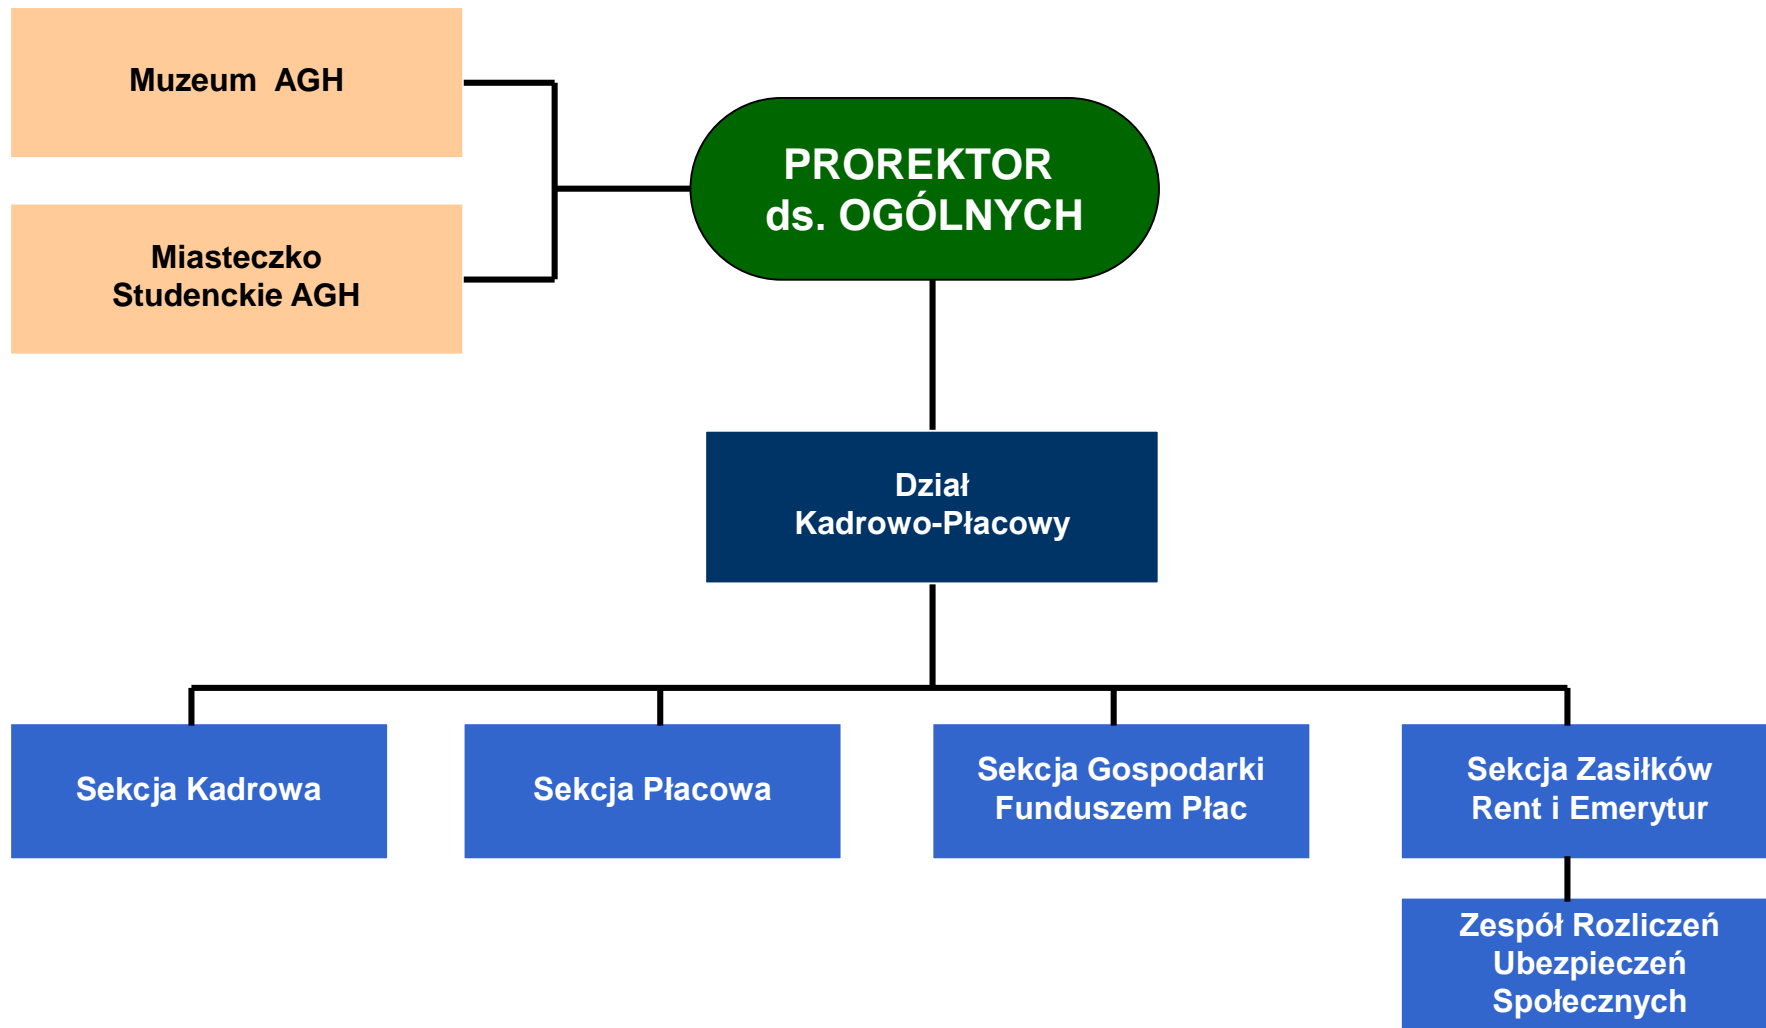 Muzeum AGH
PROREKTOR
ds. OGÓLNYCH
Miasteczko
Studenckie AGH
Dział
Kadrowo-Płacowy
Sekcja Kadrowa
Sekcja Płacowa
Sekcja Gospodarki
Funduszem Płac
Sekcja Zasiłków
Rent i Emerytur
Zespół Rozliczeń
Ubezpieczeń
Społecznych